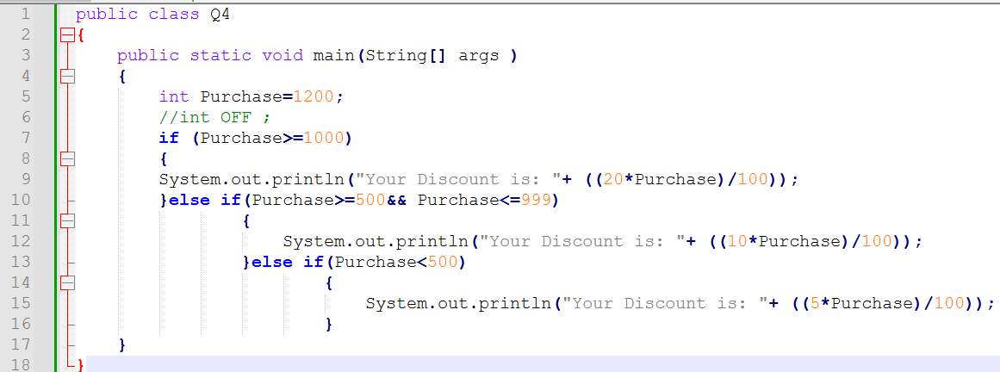 1 public class Q4
2 {
3 public static void main(String[] args )
4 {
5 int Purchase=1200;
6 //int OFF ;
7 if (Purchase>=1000)
8 {
9 System.out.println("Your Discount is: "+ ((20*Purchase)/100));
10 }else if(Purchase>=500&& Purchase<=999)
11 {
12 System.out.println("Your Discount is: "+ ((10*Purchase)/100));
13 }else if(Purchase<500)
14 {
15 System.out.println("Your Discount is: "+ ((5*Purchase)/100));
16 }
17 }
18 }